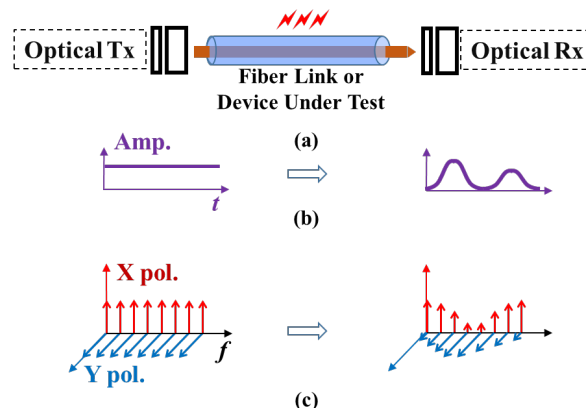 Optical Tx
Optical Rx
Fiber Link or
Device Under Test
(a)
Amp.
t
(b)
X pol.
f
Y pol.
(c)